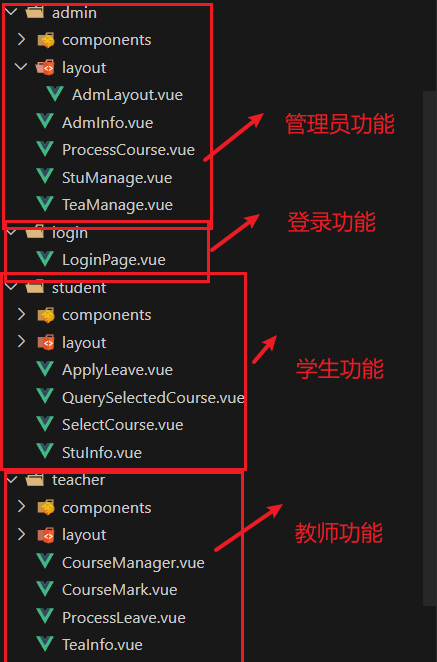 admin
components
layout
AdmLayout.vue
AdmInfo.vue
ProcessCourse.vue
StuManage.vue
TeaManage.vue
管理员功能
login
LoginPage.vue
登录功能
student
components
layout
ApplyLeave.vue
QuerySelectedCourse.vue
SelectCourse.vue
StuInfo.vue
学生功能
teacher
components
layout
CourseManager.vue
CourseMark.vue
ProcessLeave.vue
TeaInfo.vue
教师功能